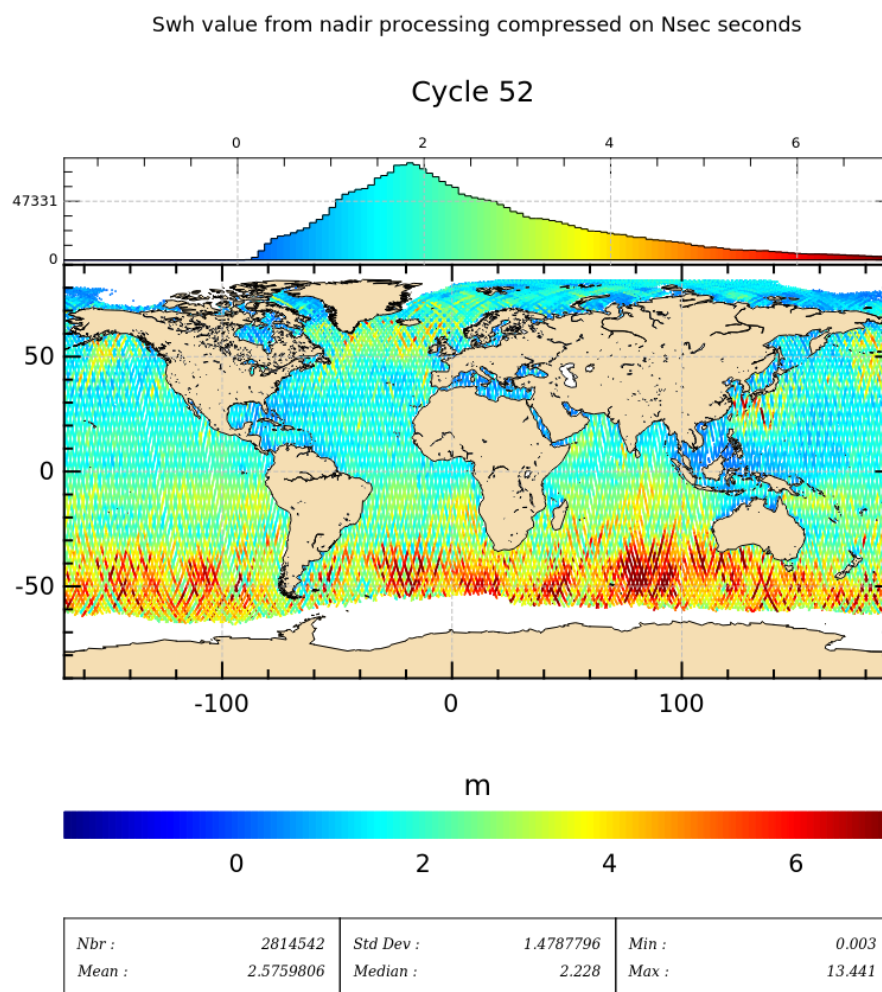 Swh value from nadir processing compressed on Nsec seconds
Cycle 52
0 2 4 6
47331
0
50
0
-50
-100 0 100
m
0 2 4 6
Nbr : 2814542 Std Dev : 1.4787796 Min : 0.003
Mean : 2.5759806 Median : 2.228 Max : 13.441